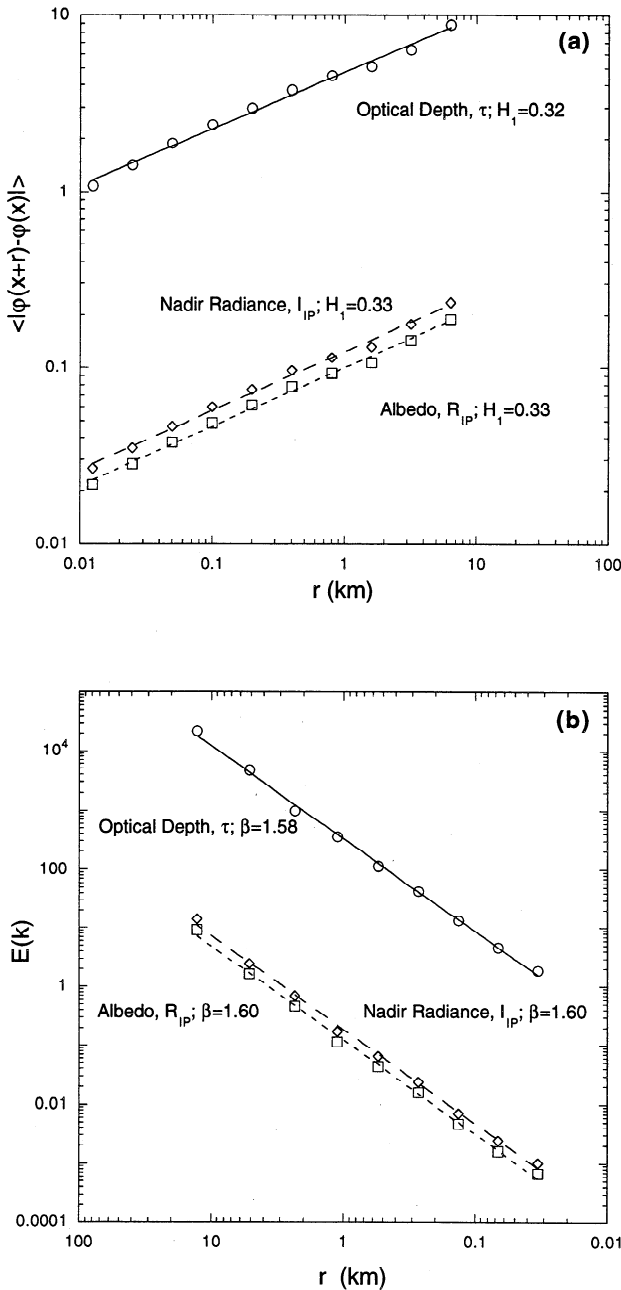 (a)
10
1
0.1
0.01
<|φ(x+r)-φ(x)|>
Optical Depth, τ; H₁=0.32
Nadir Radiance, I_IP; H₁=0.33
Albedo, R_IP; H₁=0.33
0.01 0.1 1 10 100
r (km)
(b)
10⁴
100
1
0.01
0.0001
E(k)
Optical Depth, τ; β=1.58
Albedo, R_IP; β=1.60
Nadir Radiance, I_IP; β=1.60
100 10 1 0.1 0.01
r (km)